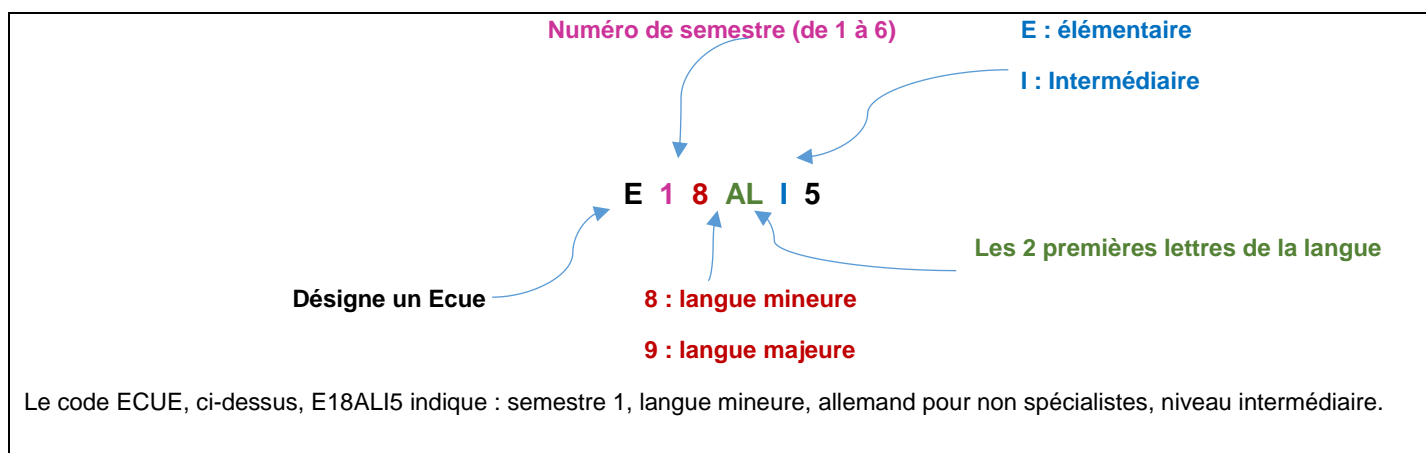 Numéro de semestre (de 1 à 6) E : élémentaire
I : Intermédiaire
E 1 8 AL I 5
Les 2 premières lettres de la langue
Désigne un Ecue 8 : langue mineure
9 : langue majeure
Le code ECUE, ci-dessus, E18ALI5 indique : semestre 1, langue mineure, allemand pour non spécialistes, niveau intermédiaire.